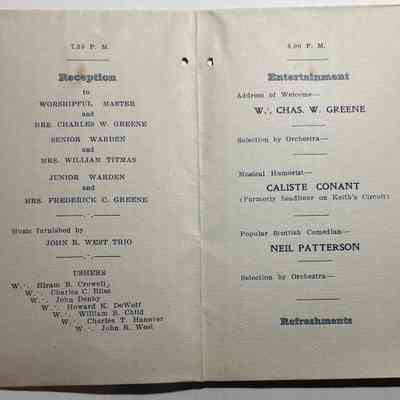 7.30 P. M.
Reception
to
WORSHIPFUL MASTER
and
MRS. CHARLES W. GREENE
SENIOR WARDEN
and
MRS. WILLIAM TITMAS
JUNIOR WARDEN
and
MRS. FREDERICK C. GREENE
Music furnished by
JOHN R. WEST TRIO
USHERS
W.˙. Hiram B. Crowell,
W.˙. Charles C. Bliss
W.˙. John Denby
W.˙. Howard K. DeWolf
W.˙. William B. Child
W.˙. Charles T. Hanover
W.˙. John R. West
8.00 P. M.
Entertainment
Address of Welcome—
W.˙. CHAS. W. GREENE
Selection by Orchestra—
Musical Humorist—
CALISTE CONANT
(Formerly headliner on Keith's Circuit)
Popular Scottish Comedian—
NEIL PATTERSON
Selection by Orchestra—
Refreshments